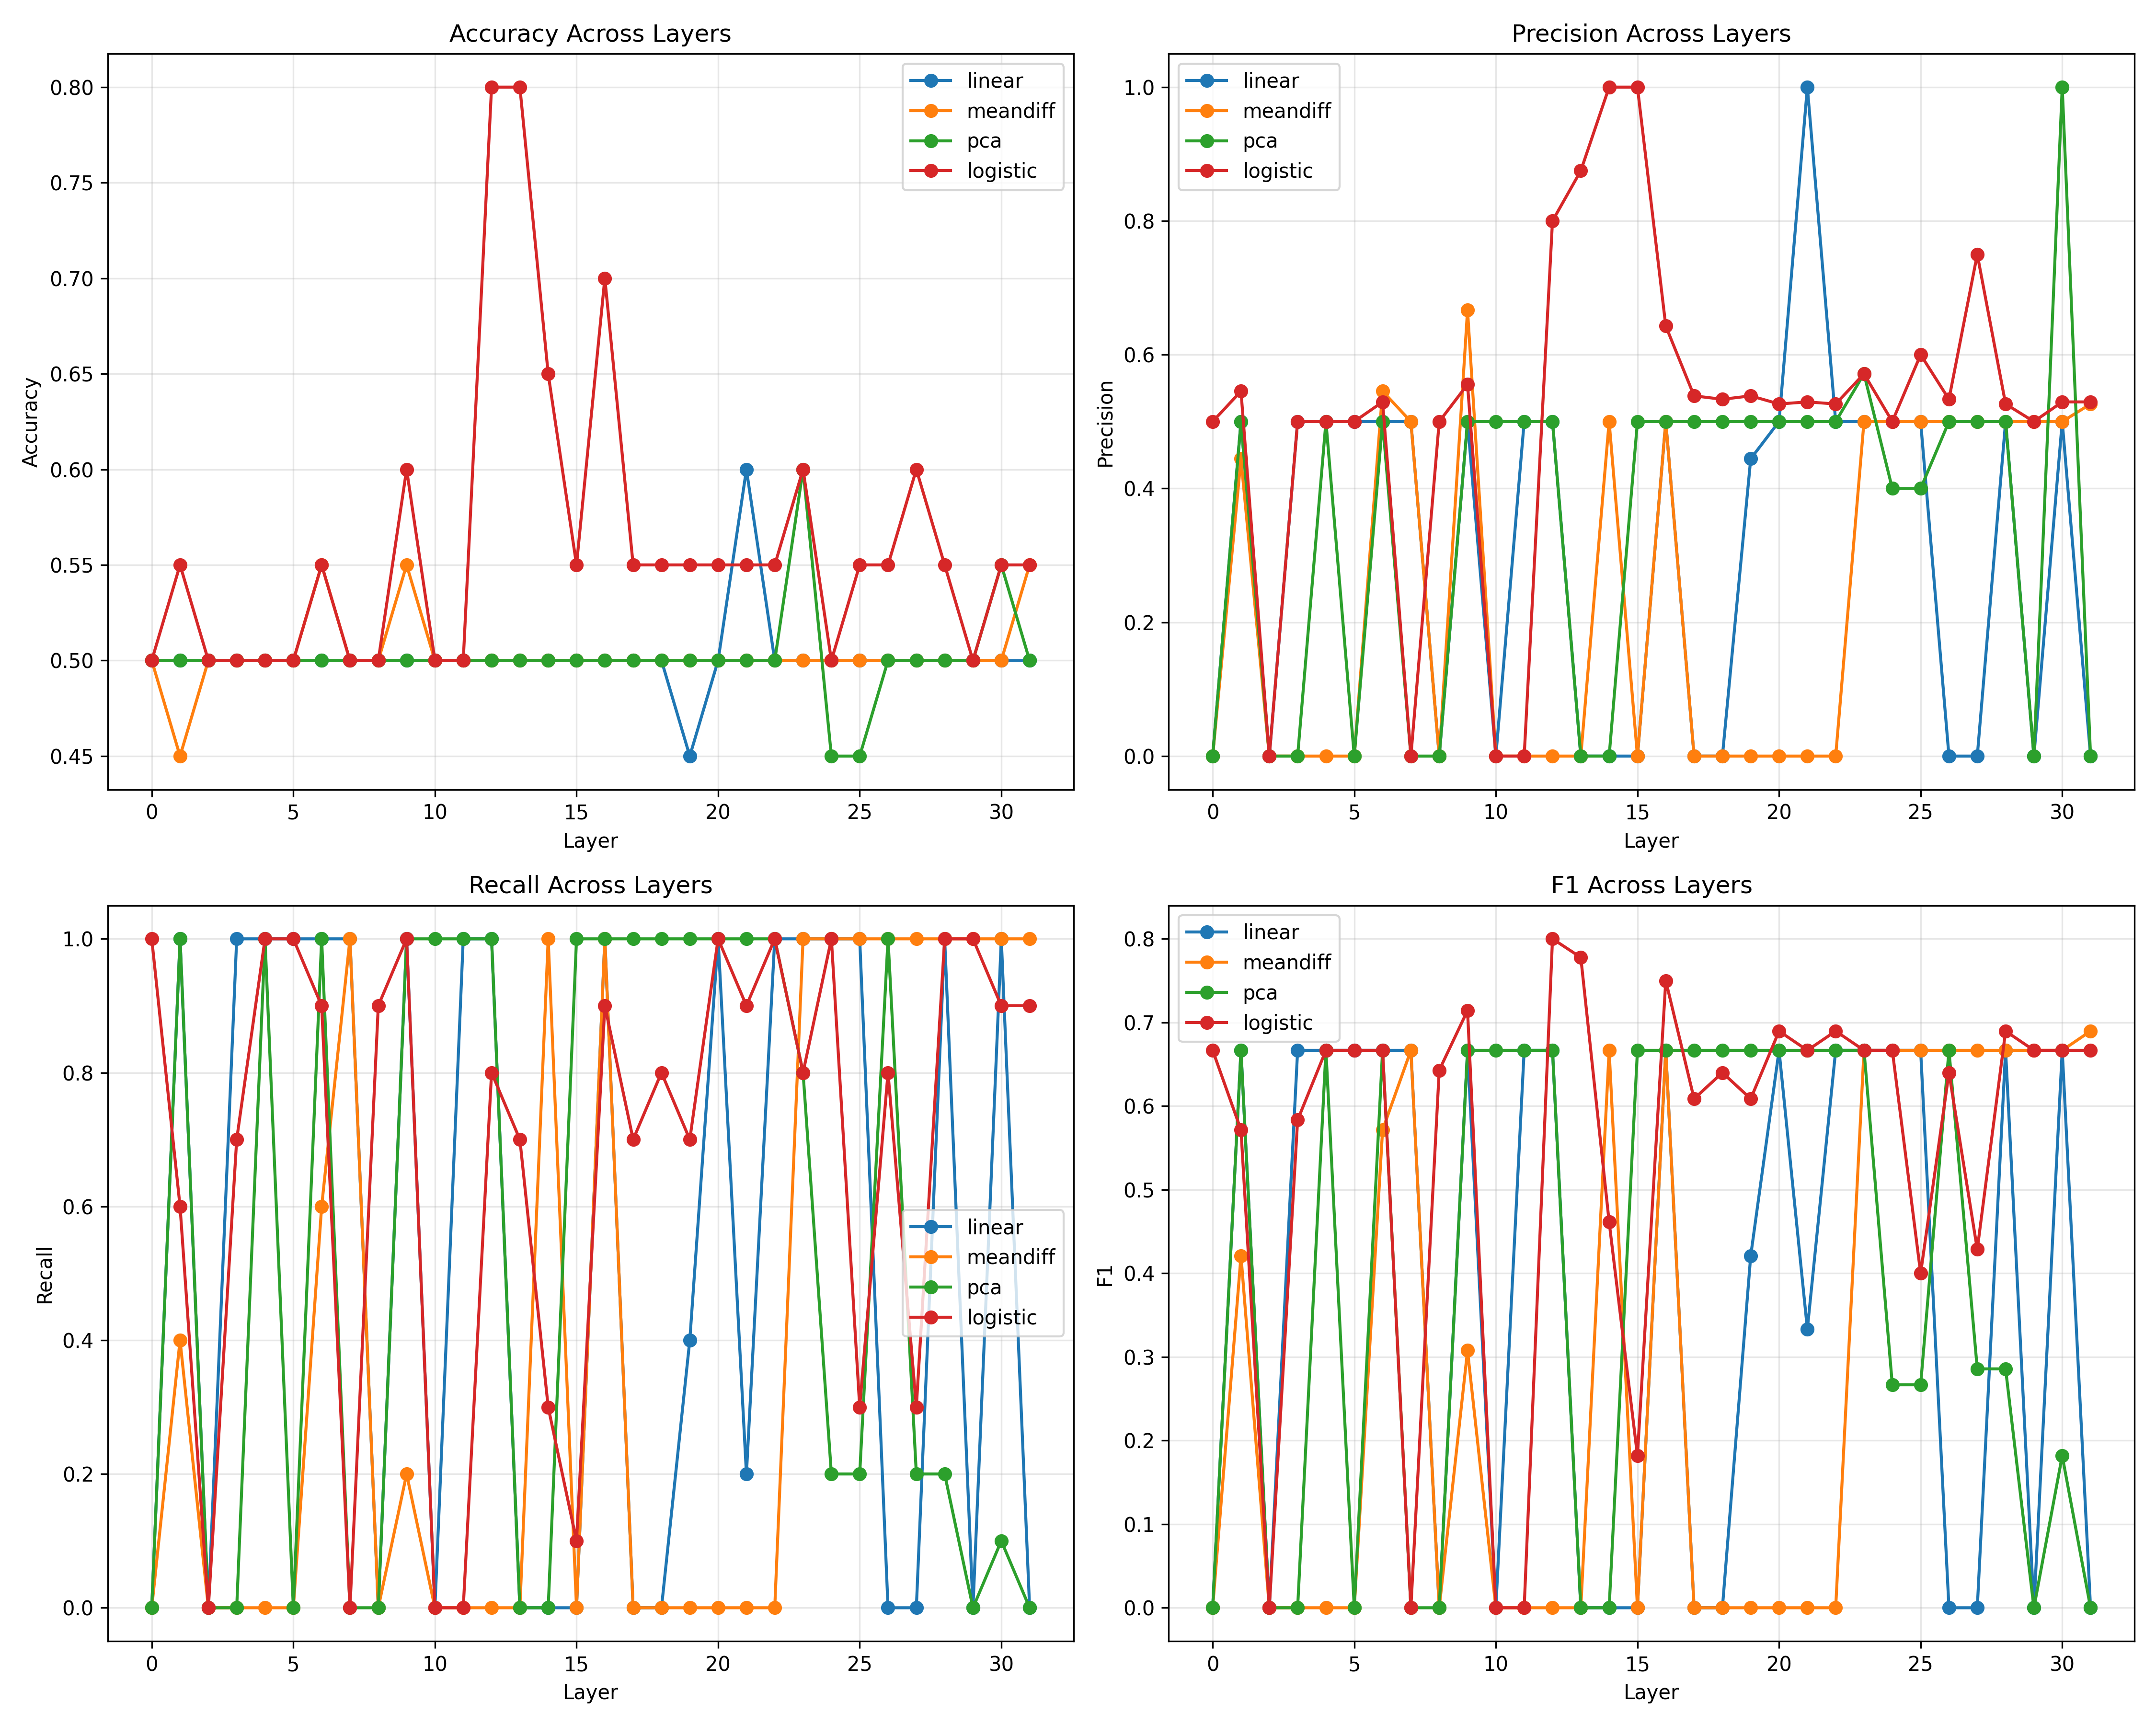 Accuracy Across Layers
Accuracy
0.80
0.75
0.70
0.65
0.60
0.55
0.50
0.45
0
5
10
15
20
25
30
Layer
linear
meandiff
pca
logistic
Precision Across Layers
Precision
1.0
0.8
0.6
0.4
0.2
0.0
0
5
10
15
20
25
30
Layer
linear
meandiff
pca
logistic
Recall Across Layers
Recall
1.0
0.8
0.6
0.4
0.2
0.0
0
5
10
15
20
25
30
Layer
linear
meandiff
pca
logistic
F1 Across Layers
F1
0.8
0.7
0.6
0.5
0.4
0.3
0.2
0.1
0.0
0
5
10
15
20
25
30
Layer
linear
meandiff
pca
logistic